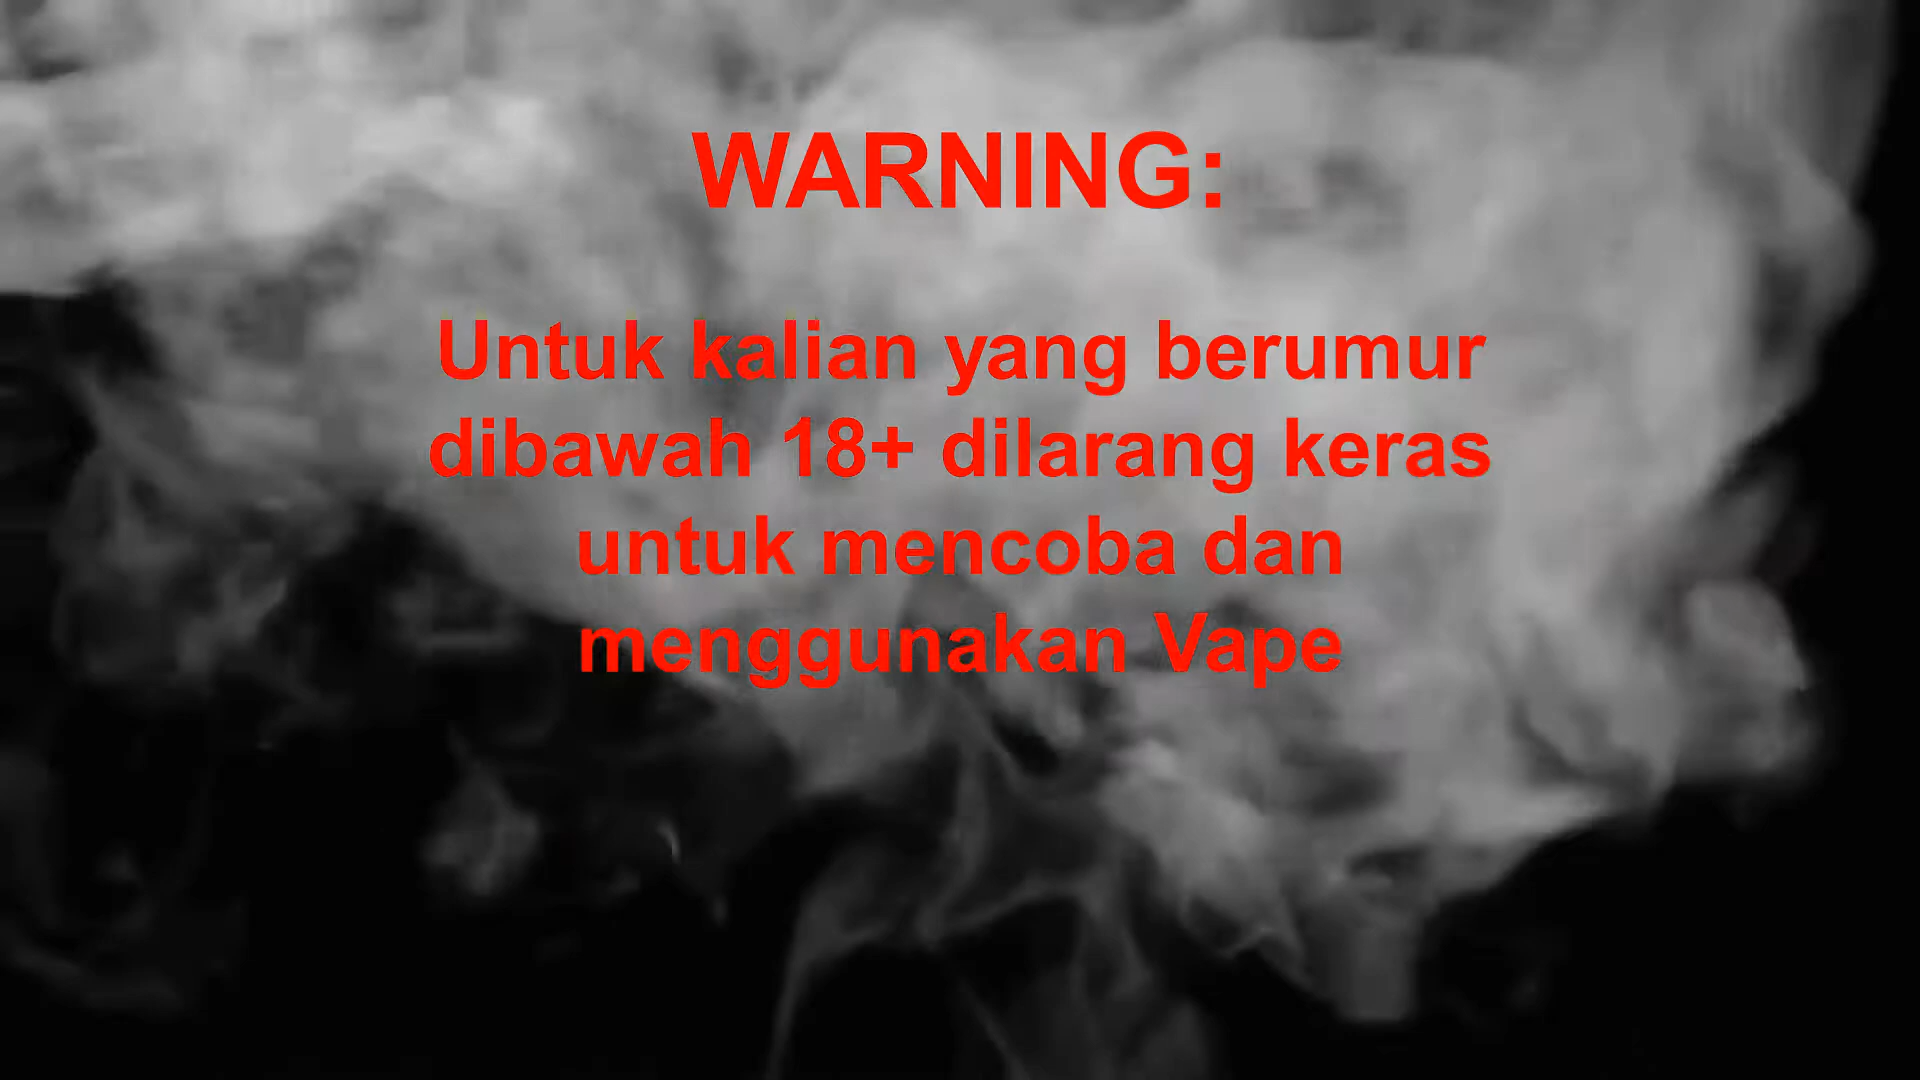 WARNING:
Untuk kalian yang berumur
dibawah 18+ dilarang keras
untuk mencoba dan
menggunakan Vape